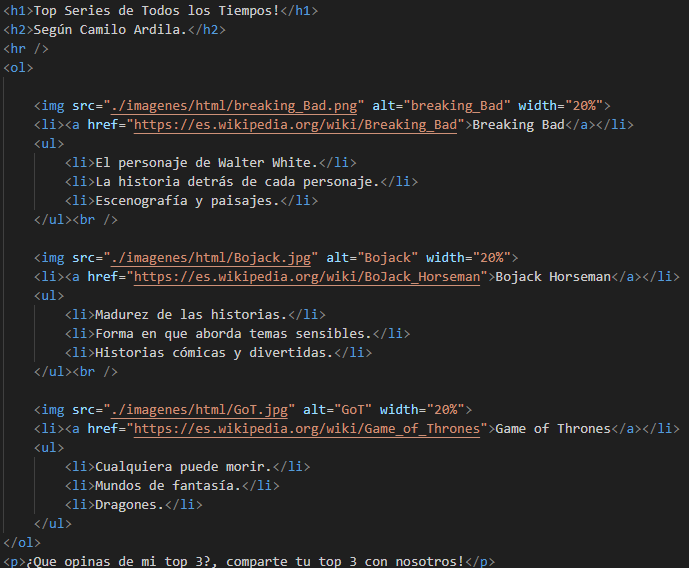 <h1>Top Series de Todos los Tiempos!</h1>
<h2>Según Camilo Ardila.</h2>
<hr />
<ol>
<img src="./imagenes/html/breaking_Bad.png" alt="breaking_Bad" width="20%">
<li><a href="https://es.wikipedia.org/wiki/Breaking_Bad">Breaking Bad</a></li>
<ul>
<li>El personaje de Walter White.</li>
<li>La historia detrás de cada personaje.</li>
<li>Escenografía y paisajes.</li>
</ul><br />
<img src="./imagenes/html/Bojack.jpg" alt="Bojack" width="20%">
<li><a href="https://es.wikipedia.org/wiki/BoJack_Horseman">Bojack Horseman</a></li>
<ul>
<li>Madurez de las historias.</li>
<li>Forma en que aborda temas sensibles.</li>
<li>Historias cómicas y divertidas.</li>
</ul><br />
<img src="./imagenes/html/GoT.jpg" alt="GoT" width="20%">
<li><a href="https://es.wikipedia.org/wiki/Game_of_Thrones">Game of Thrones</a></li>
<ul>
<li>Cualquiera puede morir.</li>
<li>Mundos de fantasía.</li>
<li>Dragones.</li>
</ul>
</ol>
<p>¿Que opinas de mi top 3?, comparte tu top 3 con nosotros!</p>